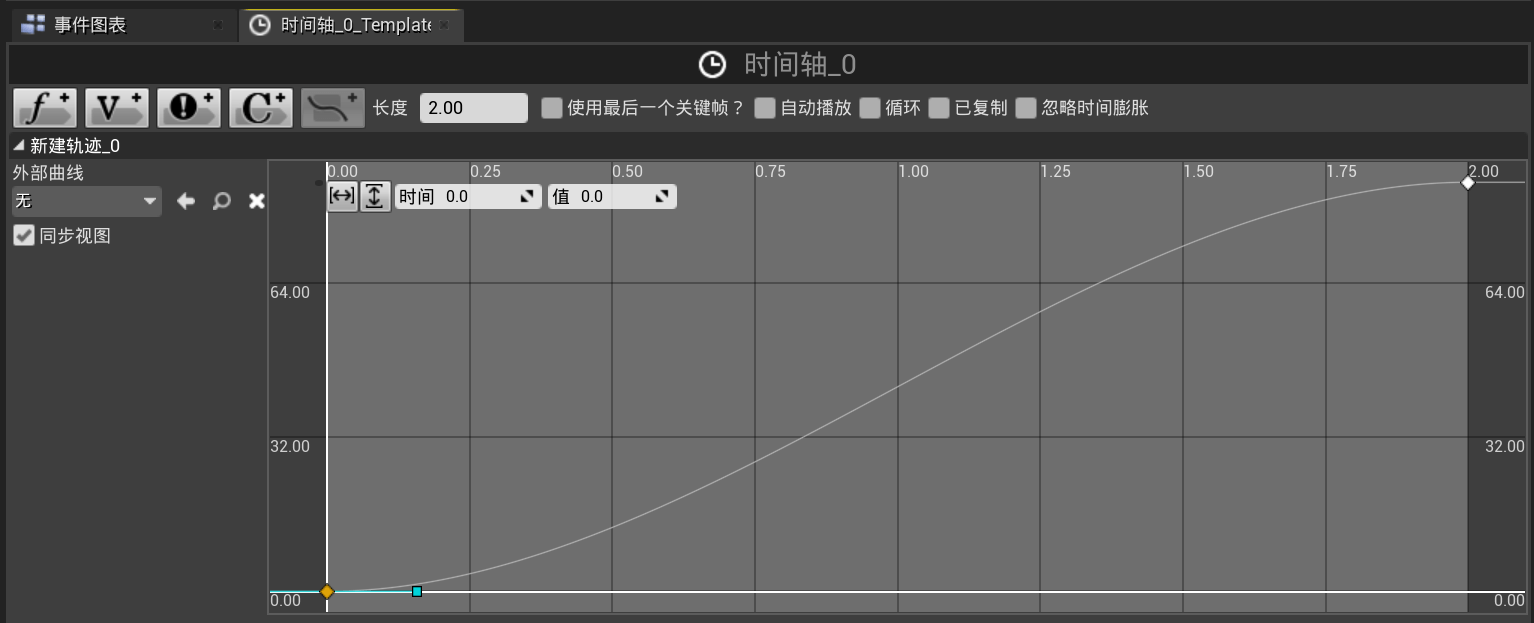 事件图表 时间轴_0_Template
时间轴_0
f V C 长度 2.00 使用最后一个关键帧？ 自动播放 循环 已复制 忽略时间膨胀
新建轨迹_0
外部曲线
无
同步视图
0.00 0.25 0.50 0.75 1.00 1.25 1.50 1.75 2.00
时间 0.0 值 0.0
64.00 64.00
32.00 32.00
0.00 0.00